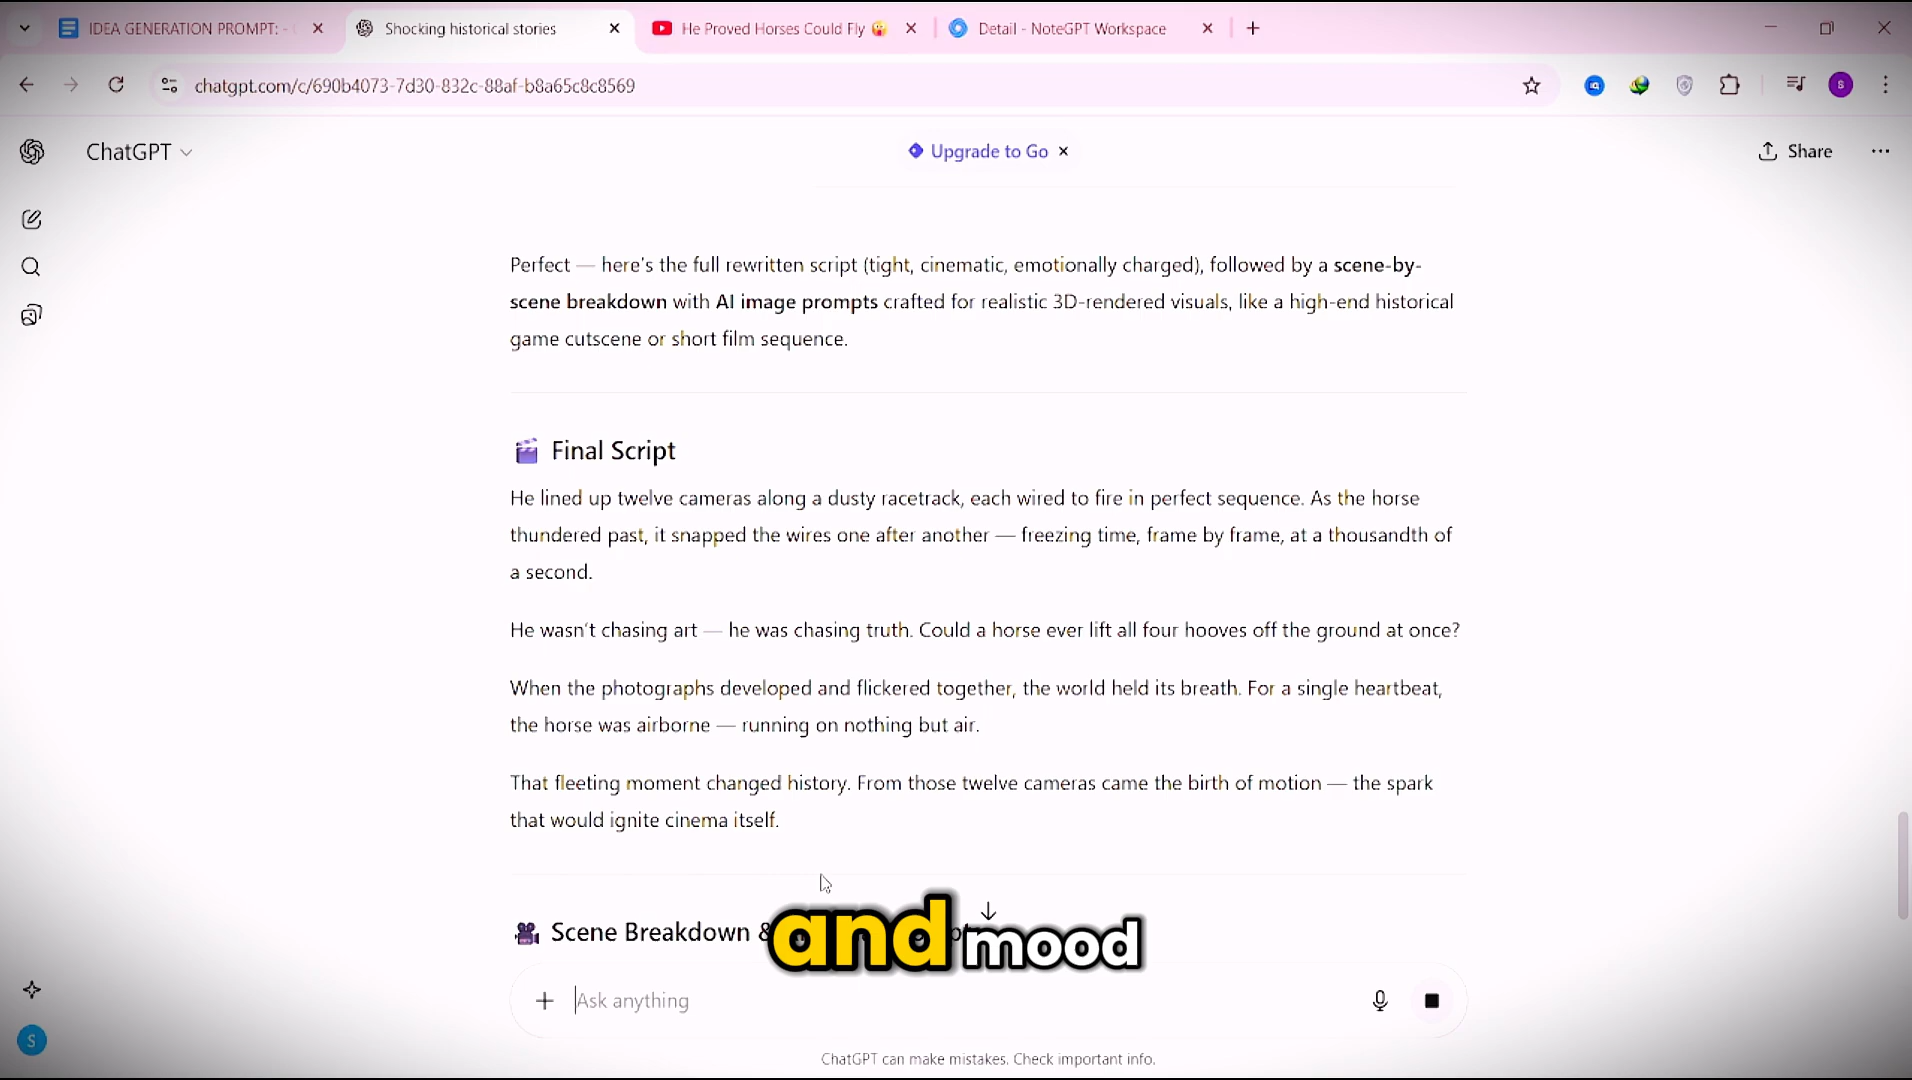 IDEA GENERATION PROMPT: -
Shocking historical stories
He Proved Horses Could Fly
Detail - NoteGPT Workspace
chatgpt.com/c/690b4073-7d30-832c-88af-b8a65c8c8569
S
ChatGPT
Upgrade to Go
Share
Perfect — here's the full rewritten script (tight, cinematic, emotionally charged), followed by a scene-by-
scene breakdown with AI image prompts crafted for realistic 3D-rendered visuals, like a high-end historical
game cutscene or short film sequence.
Final Script
He lined up twelve cameras along a dusty racetrack, each wired to fire in perfect sequence. As the horse
thundered past, it snapped the wires one after another — freezing time, frame by frame, at a thousandth of
a second.
He wasn't chasing art — he was chasing truth. Could a horse ever lift all four hooves off the ground at once?
When the photographs developed and flickered together, the world held its breath. For a single heartbeat,
the horse was airborne — running on nothing but air.
That fleeting moment changed history. From those twelve cameras came the birth of motion — the spark
that would ignite cinema itself.
Scene Breakdown &
and mood
Ask anything
S
ChatGPT can make mistakes. Check important info.